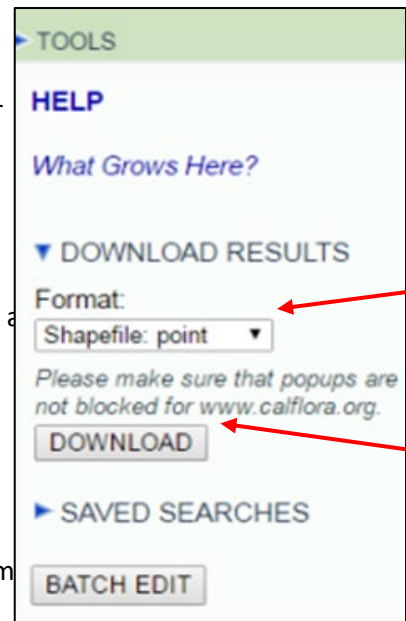 TOOLS
HELP
What Grows Here?
DOWNLOAD RESULTS
Format:
Shapefile: point
Please make sure that popups are
not blocked for www.calflora.org.
DOWNLOAD
SAVED SEARCHES
BATCH EDIT